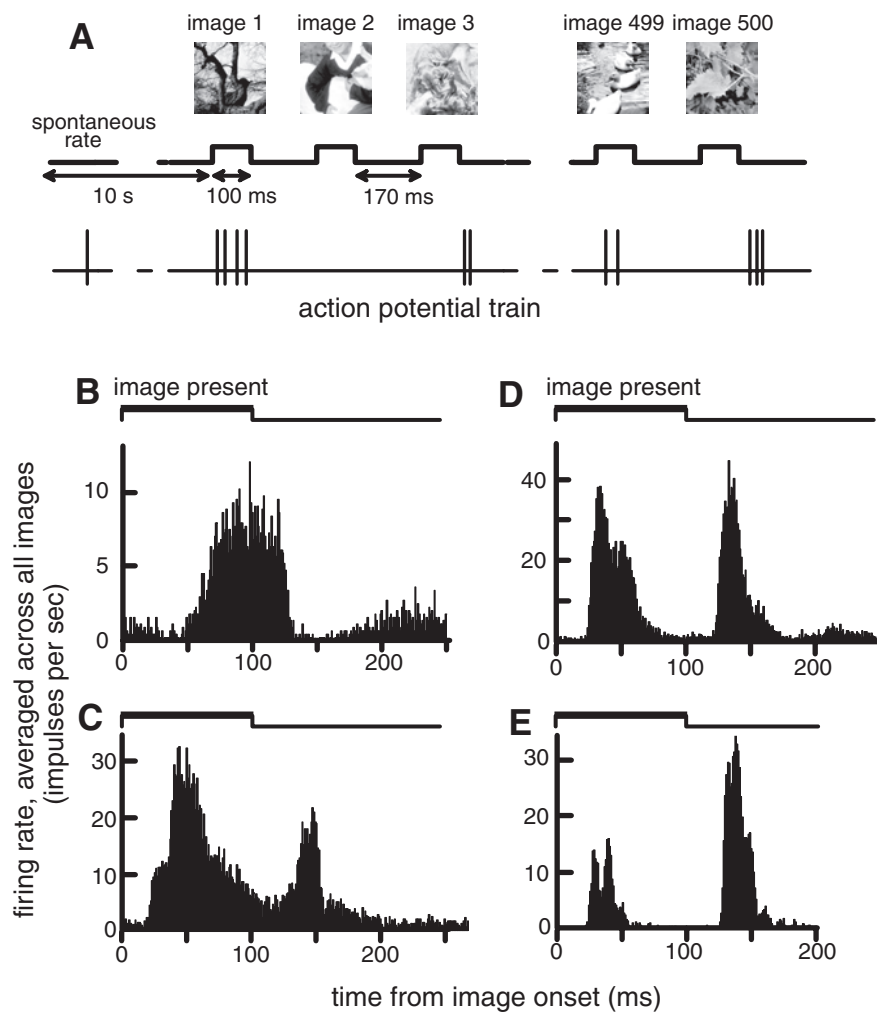 A
image 1 image 2 image 3 image 499 image 500
spontaneous
rate
10 s 100 ms 170 ms
action potential train
B image present
10
5
0
0 100 200
C
30
20
10
0
0 100 200
D image present
40
20
0
0 100 200
E
30
20
10
0
0 100 200
firing rate, averaged across all images
(impulses per sec)
time from image onset (ms)